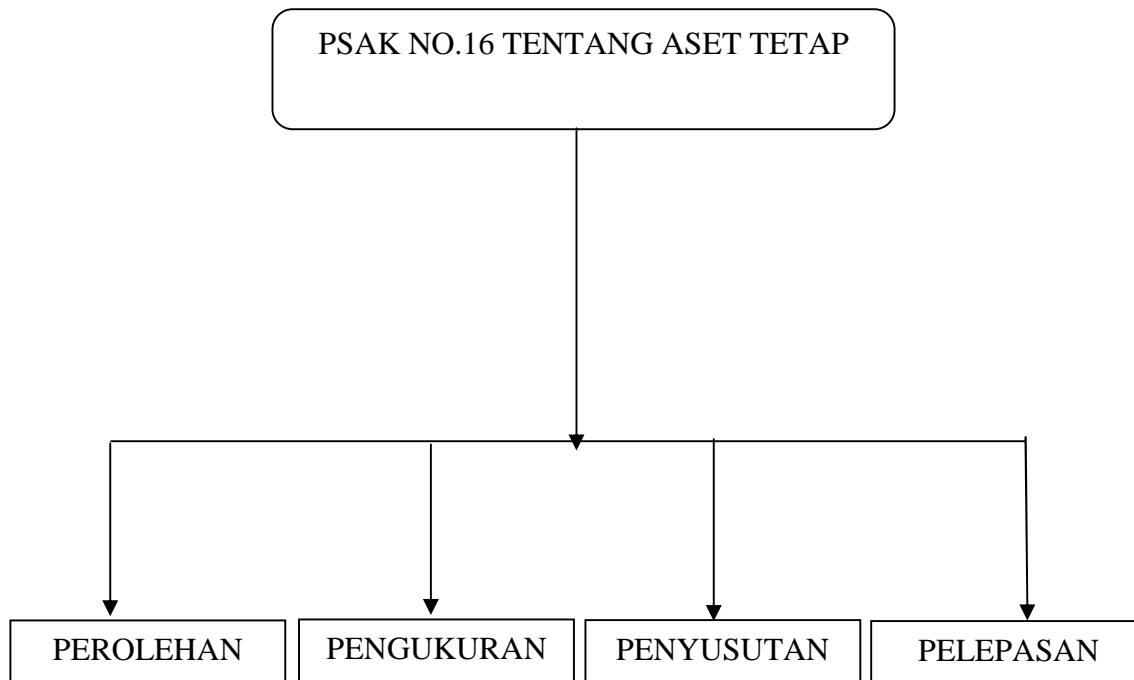 PSAK NO.16 TENTANG ASET TETAP
PEROLEHAN
PENGUKURAN
PENYUSUTAN
PELEPASAN